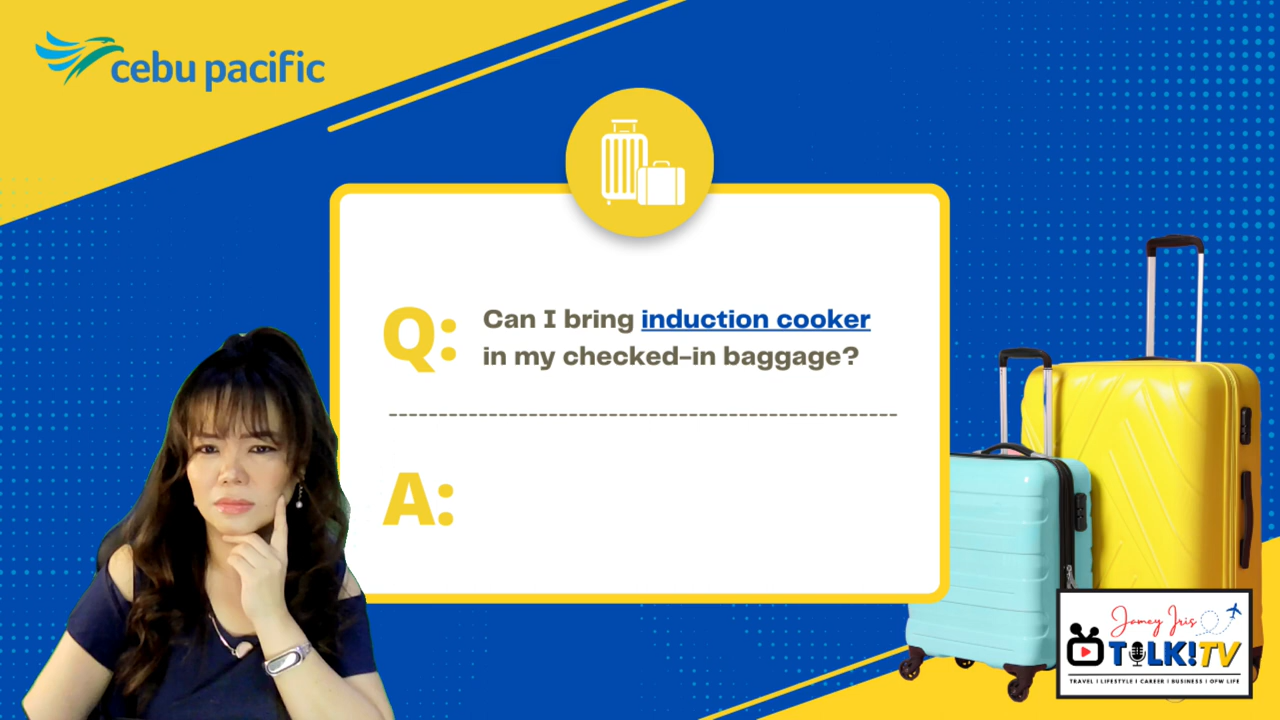 cebu pacific
Q: Can I bring induction cooker
in my checked-in baggage?
A:
Jamey Jris
TALK!TV
TRAVEL | LIFESTYLE | CAREER | BUSINESS | OFW LIFE